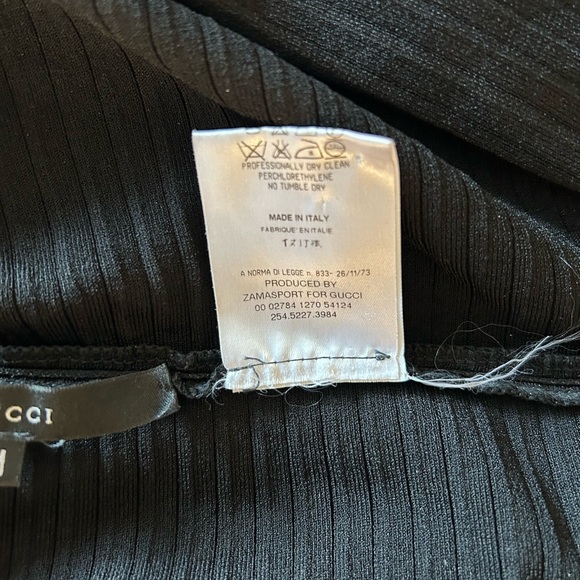 PROFESSIONALLY DRY CLEAN
PERCHLORETHYLENE
NO TUMBLE DRY
MADE IN ITALY
FABRIQUE' EN ITALIE
A NORMA DI LEGGE n. 833- 26/11/73
PRODUCED BY
ZAMASPORT FOR GUCCI
00 02784 1270 54124
254.5227.3984
UCCI